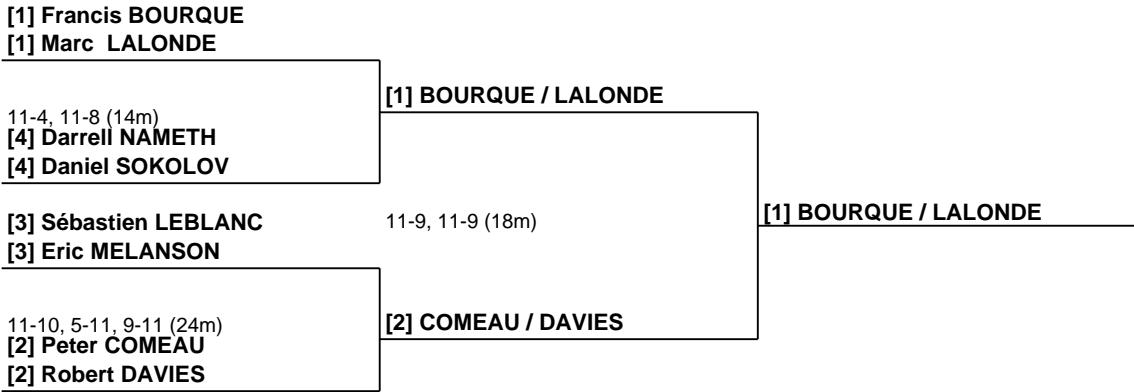 [1] Francis BOURQUE
[1] Marc  LALONDE
[1] BOURQUE / LALONDE
11-4, 11-8 (14m)
[4] Darrell NAMETH
[4] Daniel SOKOLOV
[1] BOURQUE / LALONDE
[3] Sébastien LEBLANC
11-9, 11-9 (18m)
[3] Eric MELANSON
11-10, 5-11, 9-11 (24m)
[2] COMEAU / DAVIES
[2] Peter COMEAU
[2] Robert DAVIES